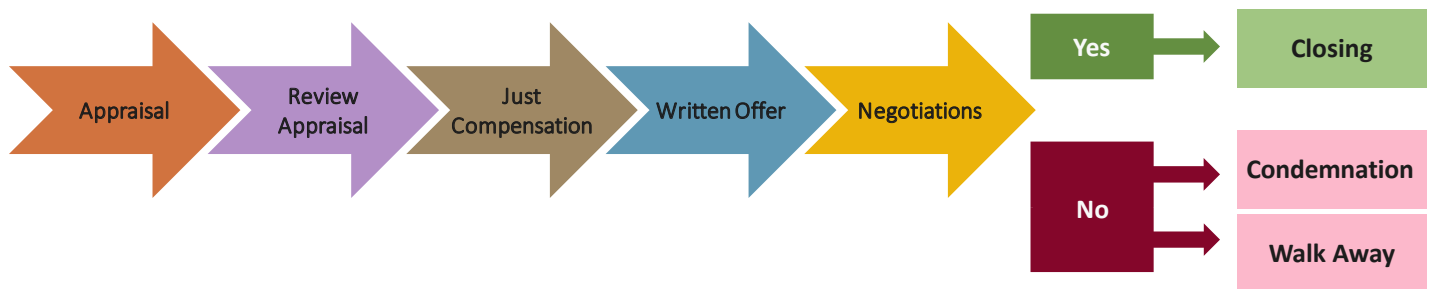 Appraisal
Review
Appraisal
Just
Compensation
Written Offer
Negotiations
Yes
Closing
No
Condemnation
Walk Away